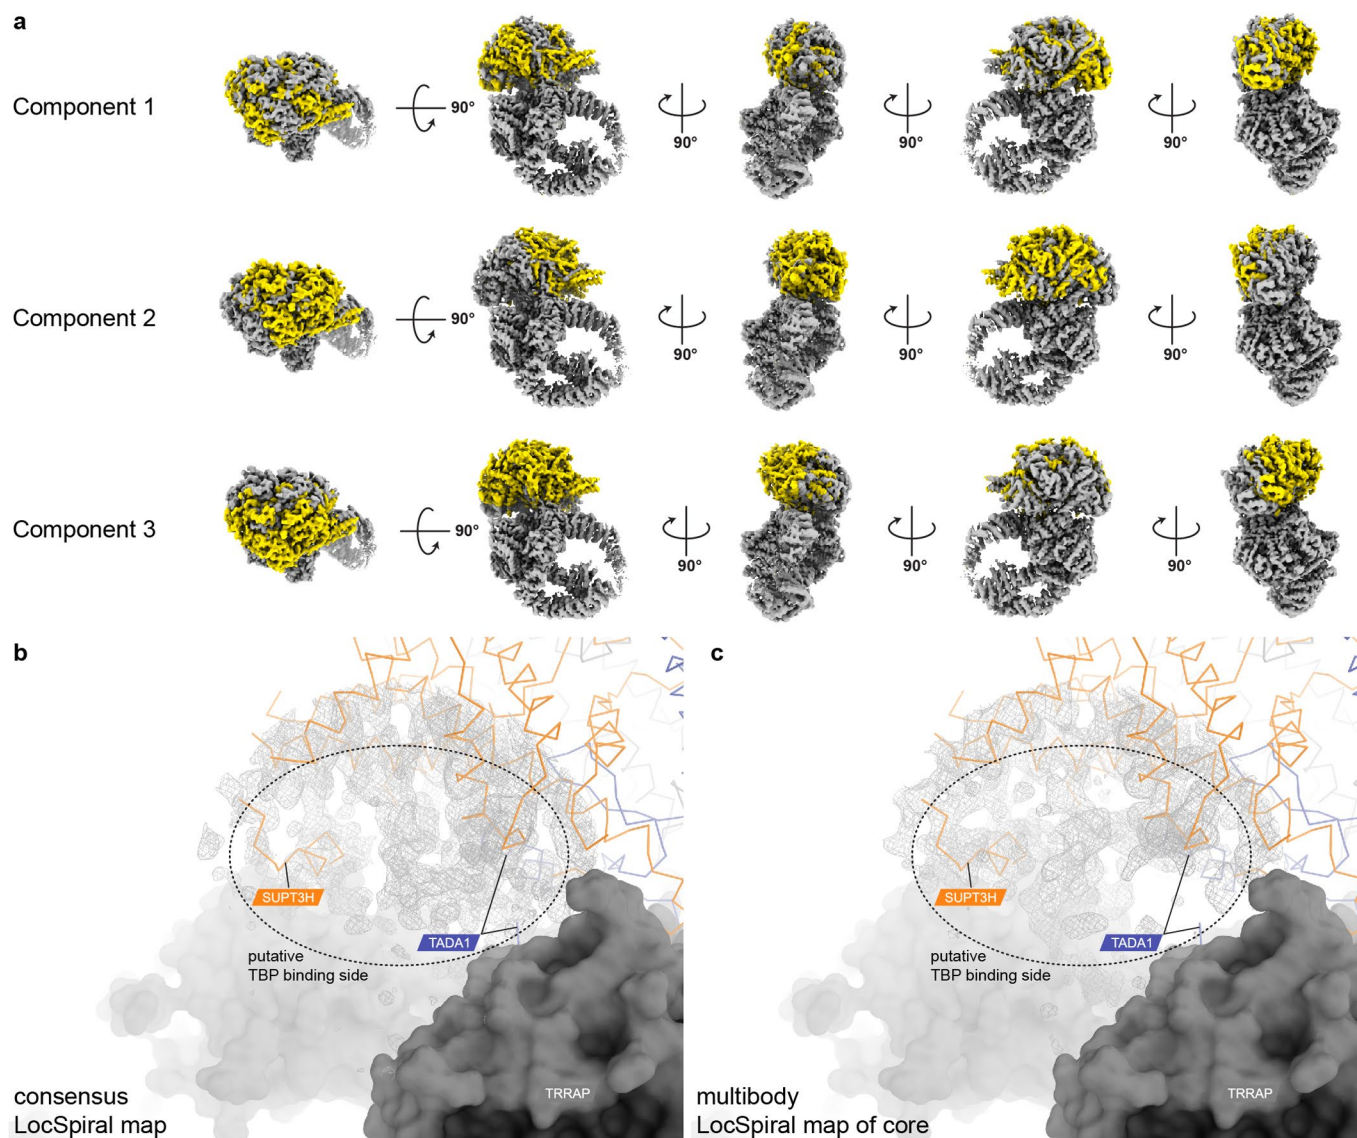 a
Component 1
90°
90°
90°
90°
Component 2
90°
90°
90°
90°
Component 3
90°
90°
90°
90°
b
SUPT3H
TADA1
putative
TBP binding side
TRRAP
consensus
LocSpiral map
c
SUPT3H
TADA1
putative
TBP binding side
TRRAP
multibody
LocSpiral map of core